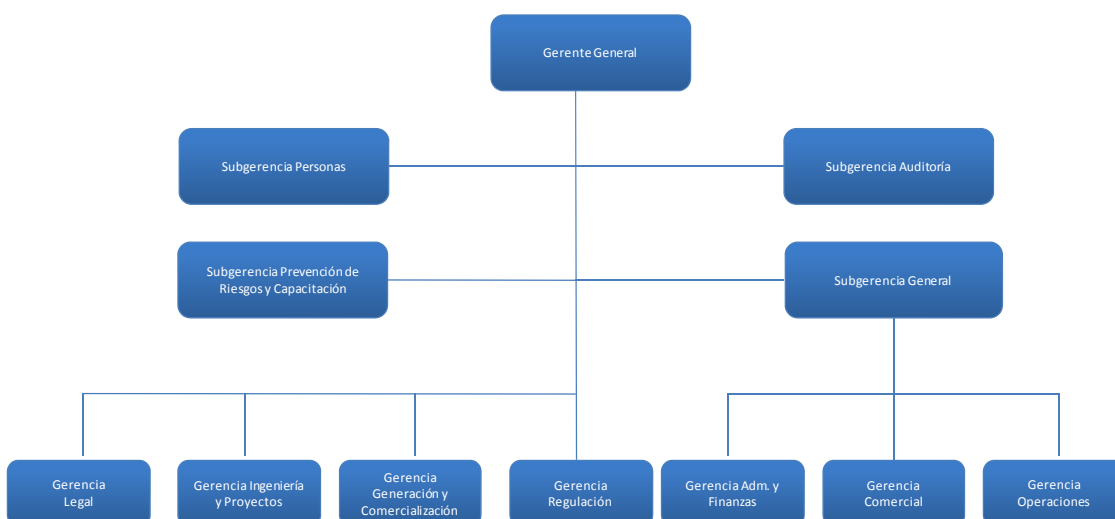 Gerente General
Subgerencia Personas
Subgerencia Auditoría
Subgerencia Prevención de
Riesgos y Capacitación
Subgerencia General
Gerencia
Legal
Gerencia Ingeniería
y Proyectos
Gerencia
Generación y
Comercialización
Gerencia
Regulación
Gerencia Adm. y
Finanzas
Gerencia
Comercial
Gerencia
Operaciones